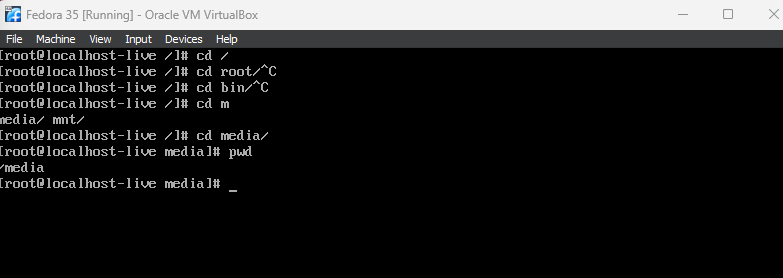 Fedora 35 [Running] - Oracle VM VirtualBox
File Machine View Input Devices Help
[root@localhost-live /]# cd /
[root@localhost-live /]# cd root/^C
[root@localhost-live /]# cd bin/^C
[root@localhost-live /]# cd m
media/ mnt/
[root@localhost-live /]# cd media/
[root@localhost-live media]# pwd
/media
[root@localhost-live media]# _